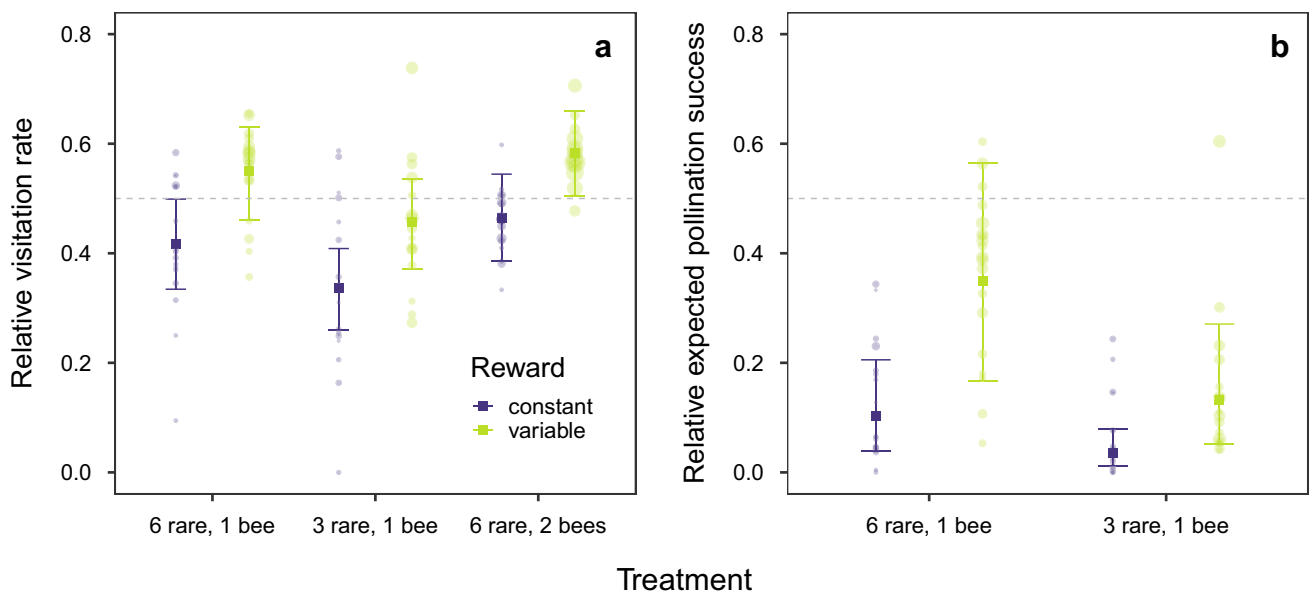 Relative visitation rate
0.8
0.6
0.4
0.2
0.0
a
Reward
constant
variable
6 rare, 1 bee
3 rare, 1 bee
6 rare, 2 bees
Relative expected pollination success
0.8
0.6
0.4
0.2
0.0
b
6 rare, 1 bee
3 rare, 1 bee
Treatment